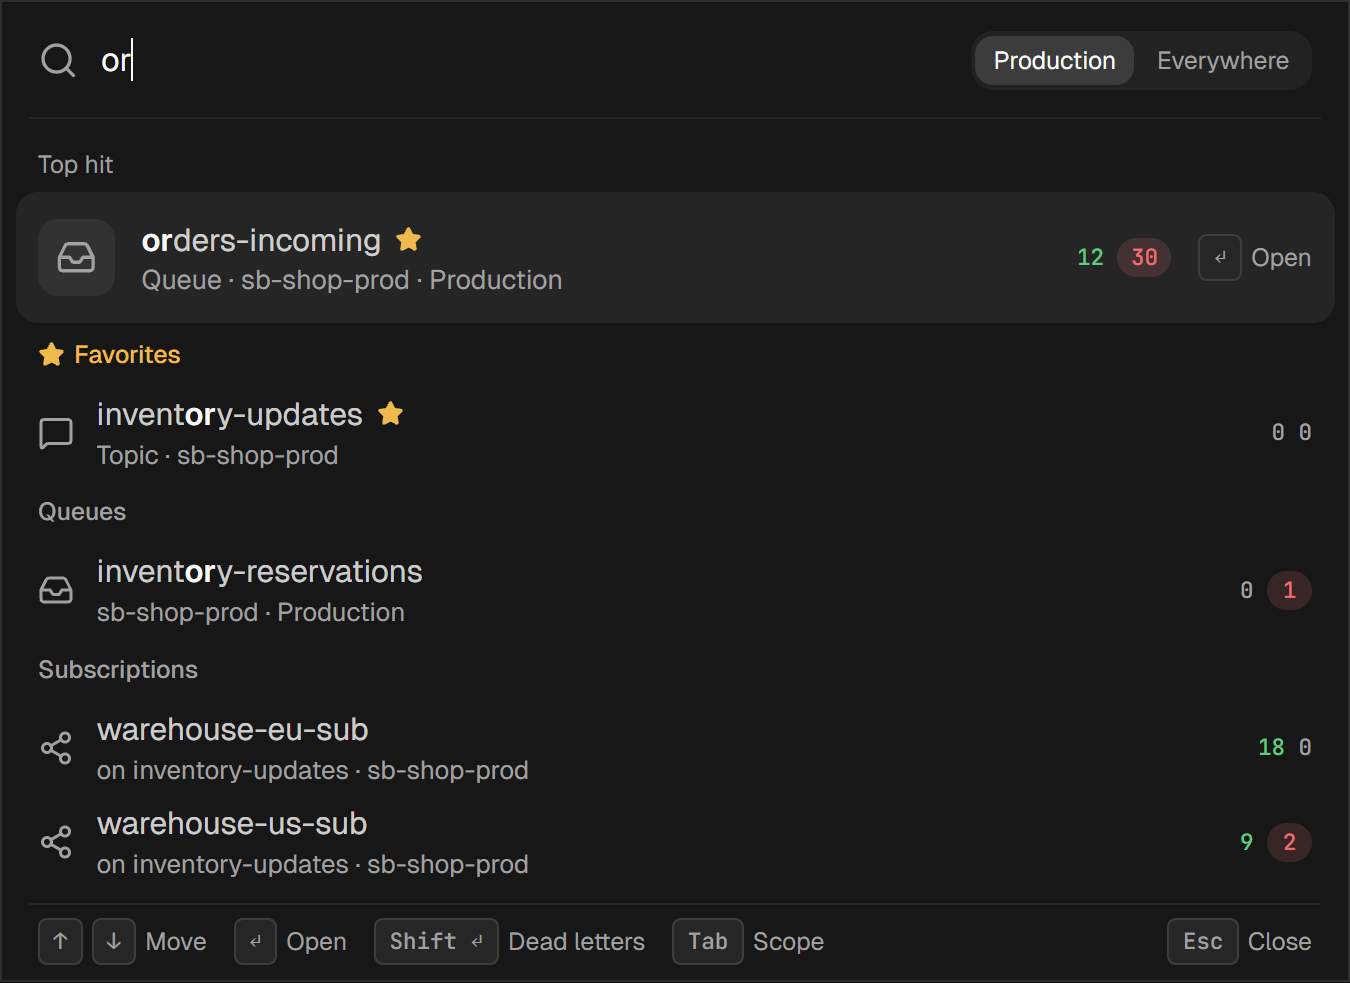 or
Production Everywhere
Top hit
orders-incoming
Queue · sb-shop-prod · Production
12 30 ↵ Open
Favorites
inventory-updates
Topic · sb-shop-prod
0 0
Queues
inventory-reservations
sb-shop-prod · Production
0 1
Subscriptions
warehouse-eu-sub
on inventory-updates · sb-shop-prod
18 0
warehouse-us-sub
on inventory-updates · sb-shop-prod
9 2
↑ ↓ Move ↵ Open Shift ↵ Dead letters Tab Scope Esc Close